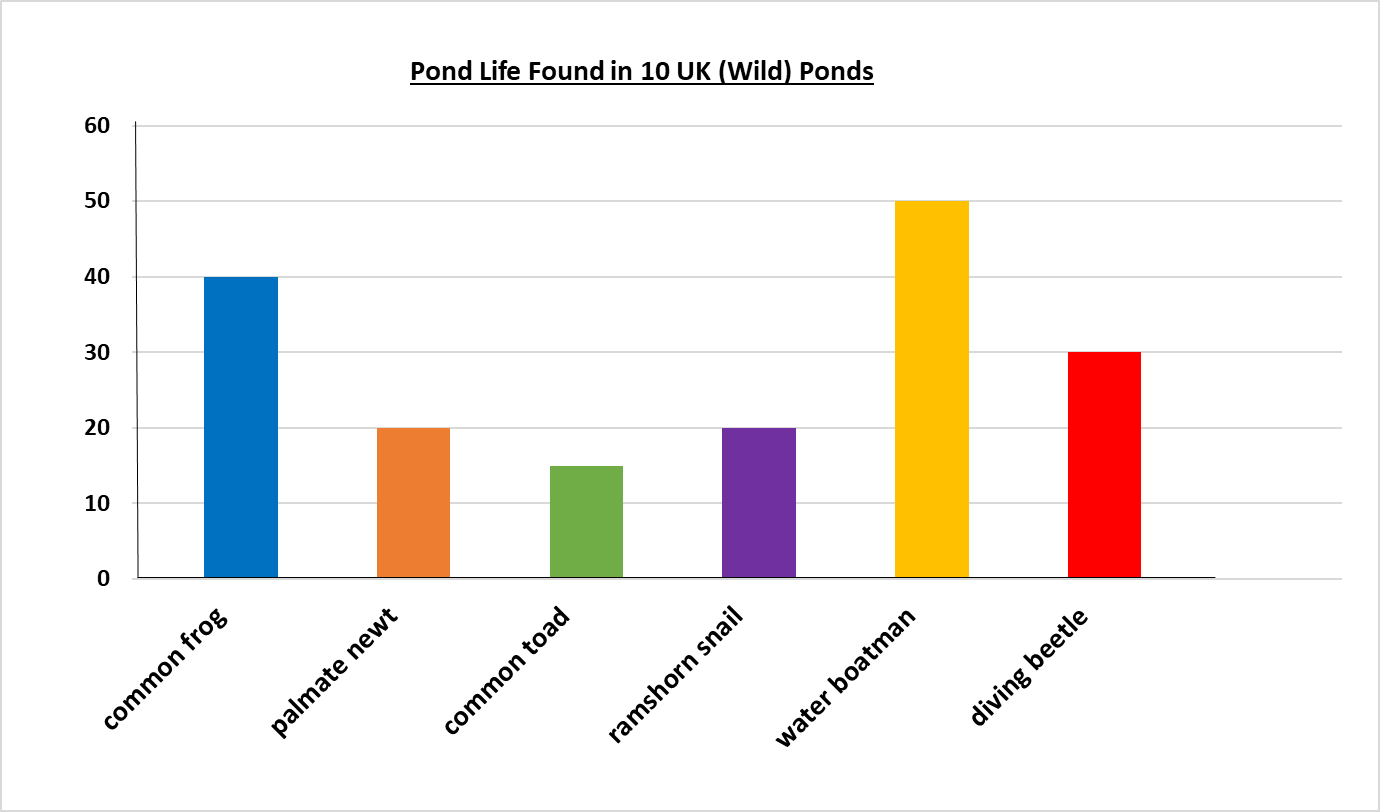 Pond Life Found in 10 UK (Wild) Ponds
60
50
40
30
20
10
0
common frog
palmate newt
common toad
ramshorn snail
water boatman
diving beetle